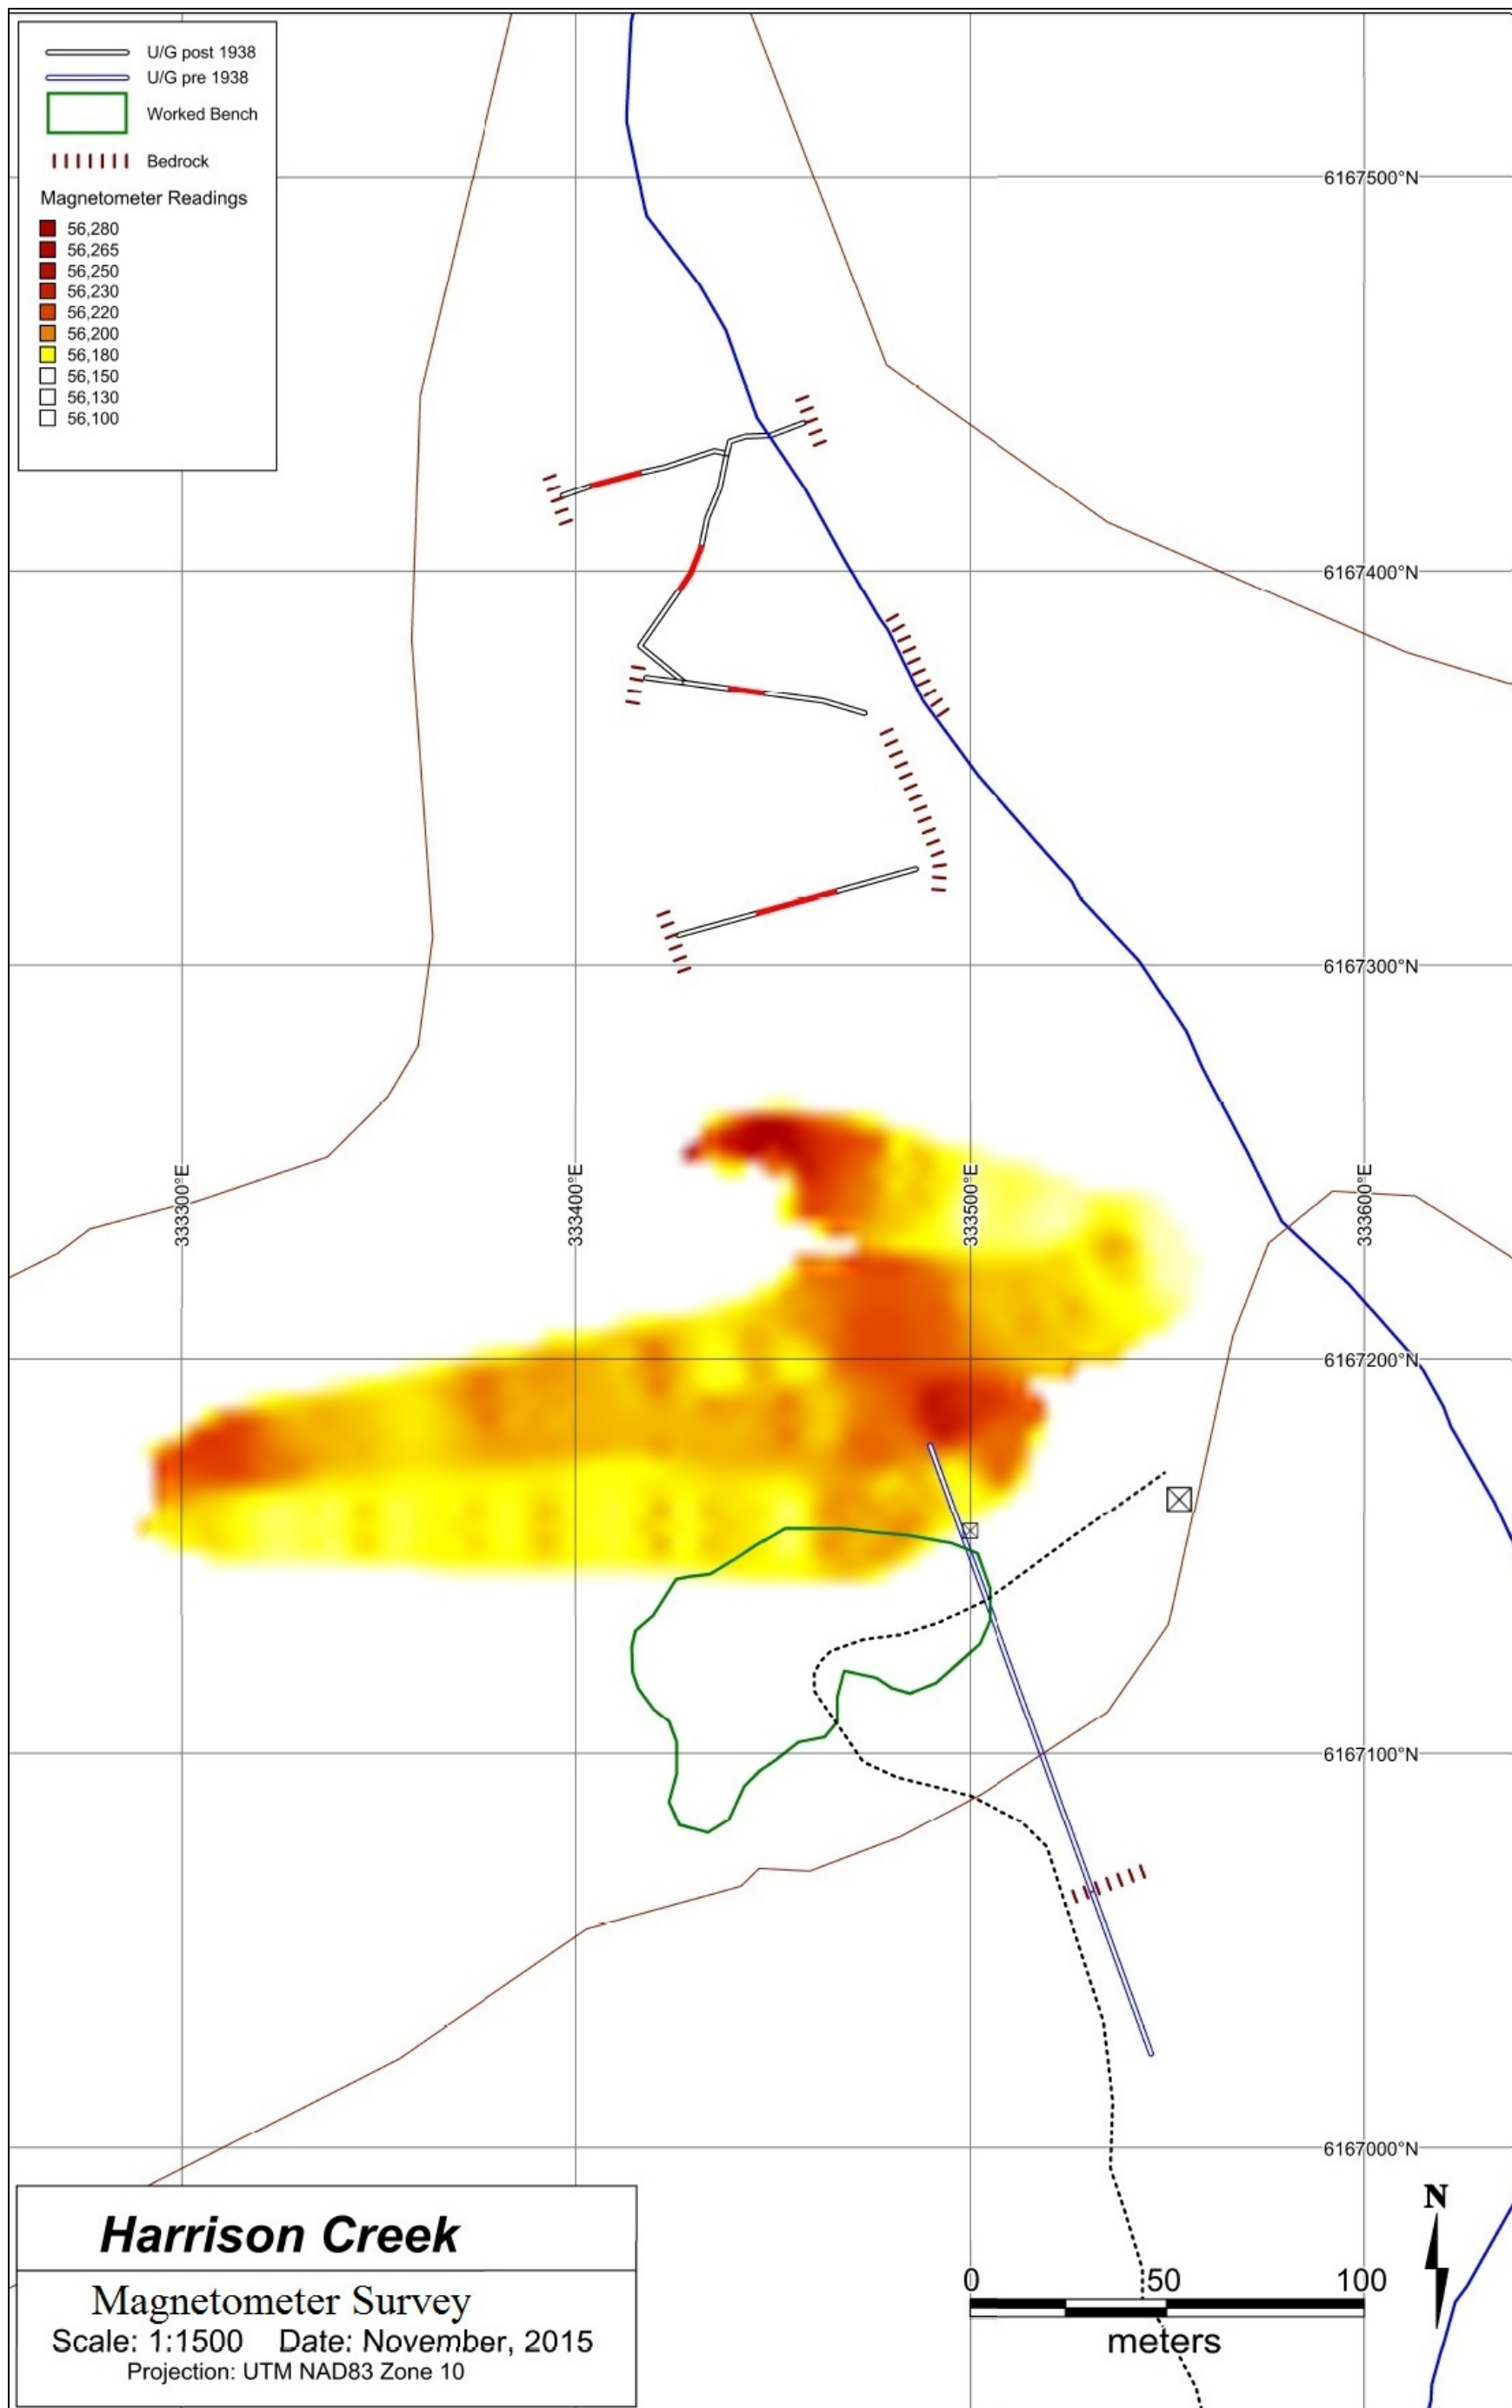 U/G post 1938
U/G pre 1938
Worked Bench
Bedrock
Magnetometer Readings
56,280
56,265
56,250
56,230
56,220
56,200
56,180
56,150
56,130
56,100
6167500°N
6167400°N
6167300°N
333300°E
333400°E
333500°E
333600°E
6167200°N
6167100°N
6167000°N
N
Harrison Creek
Magnetometer Survey
Scale: 1:1500 Date: November, 2015
Projection: UTM NAD83 Zone 10
0 50 100
meters